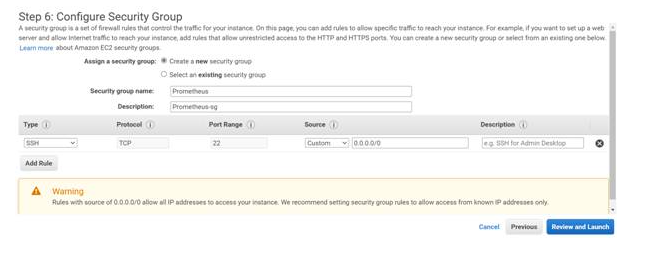 Step 6: Configure Security Group
A security group is a set of firewall rules that control the traffic for your instance. On this page, you can add rules to allow specific traffic to reach your instance. For example, if you want to set up a web
server and allow Internet traffic to reach your instance, add rules that allow unrestricted access to the HTTP and HTTPS ports. You can create a new security group or select from an existing one below.
Learn more about Amazon EC2 security groups.
Assign a security group: Create a new security group
Select an existing security group
Security group name: Prometheus
Description: Prometheus-sg
Type Protocol Port Range Source Description
SSH TCP 22 Custom 0.0.0.0/0 e.g. SSH for Admin Desktop
Add Rule
Warning
Rules with source of 0.0.0.0/0 allow all IP addresses to access your instance. We recommend setting security group rules to allow access from known IP addresses only.
Cancel Previous Review and Launch